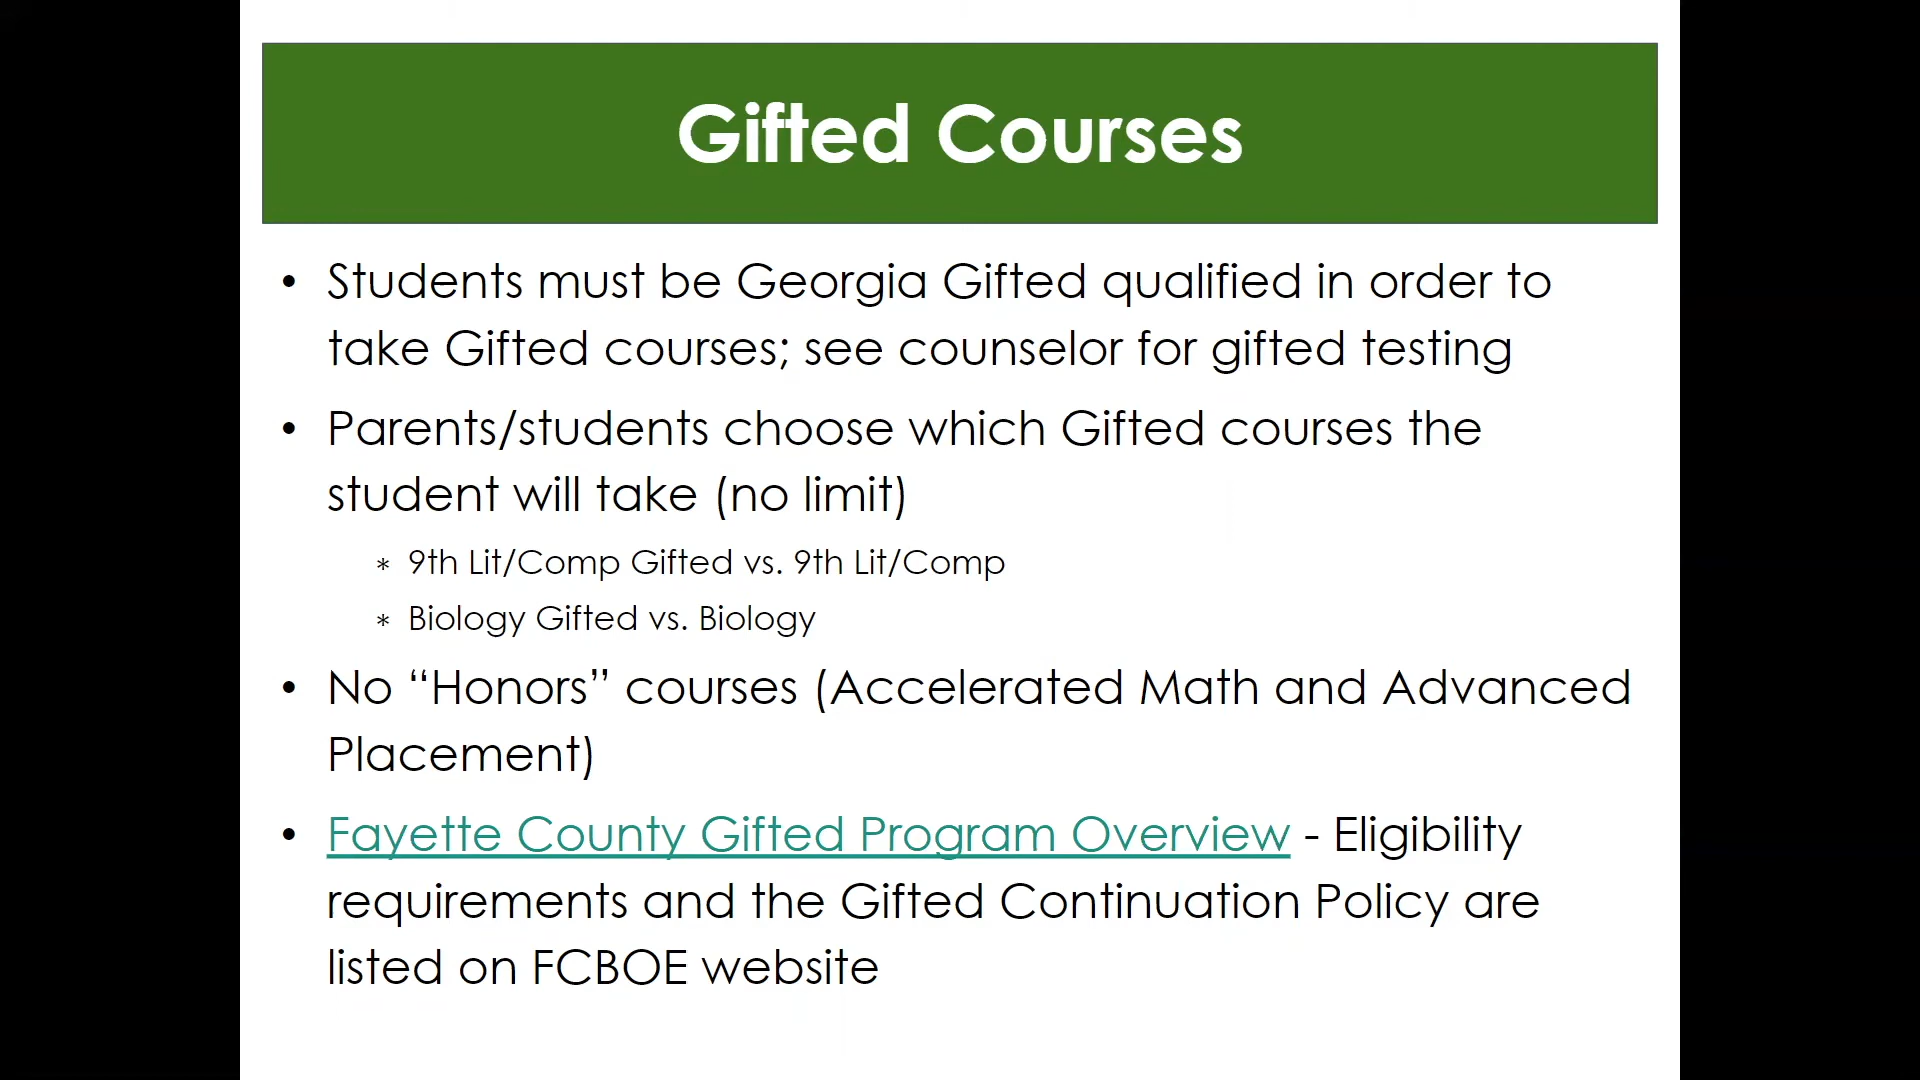 Gifted Courses
• Students must be Georgia Gifted qualified in order to
take Gifted courses; see counselor for gifted testing
• Parents/students choose which Gifted courses the
student will take (no limit)
* 9th Lit/Comp Gifted vs. 9th Lit/Comp
* Biology Gifted vs. Biology
• No “Honors” courses (Accelerated Math and Advanced
Placement)
• Fayette County Gifted Program Overview - Eligibility
requirements and the Gifted Continuation Policy are
listed on FCBOE website